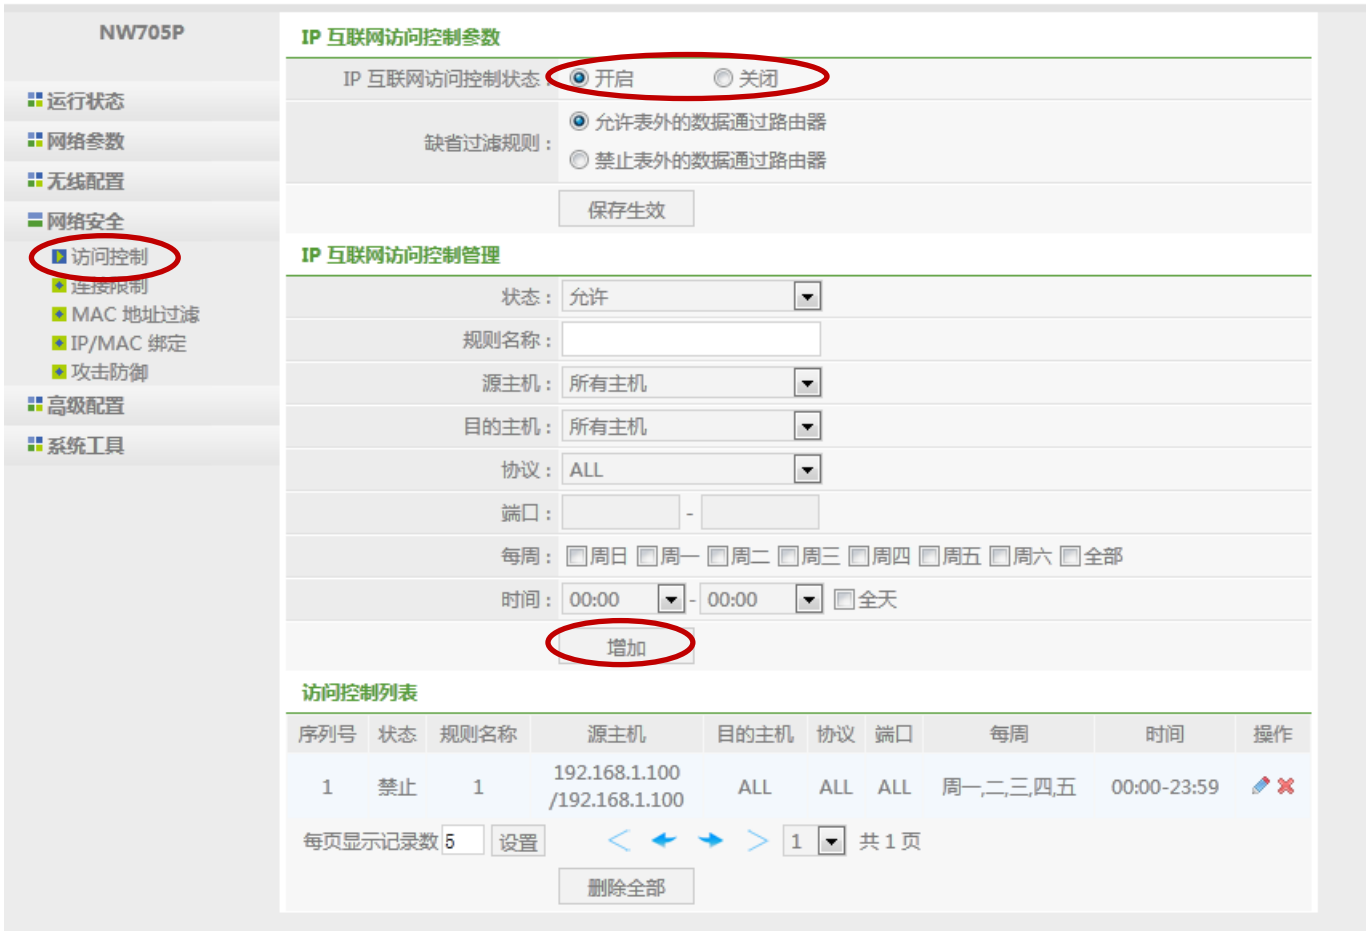 NW705P
运行状态
网络参数
无线配置
网络安全
访问控制
连接限制
MAC 地址过滤
IP/MAC 绑定
攻击防御
高级配置
系统工具
IP 互联网访问控制参数
IP 互联网访问控制状态： 开启 关闭
缺省过滤规则： 允许表外的数据通过路由器
禁止表外的数据通过路由器
保存生效
IP 互联网访问控制管理
状态： 允许
规则名称：
源主机： 所有主机
目的主机： 所有主机
协议： ALL
端口： -
每周： 周日 周一 周二 周三 周四 周五 周六 全部
时间： 00:00 - 00:00 全天
增加
访问控制列表
序列号 状态 规则名称 源主机 目的主机 协议 端口 每周 时间 操作
1 禁止 1 192.168.1.100 /192.168.1.100 ALL ALL ALL 周一,二,三,四,五 00:00-23:59
每页显示记录数 5 设置 1 共 1 页
删除全部